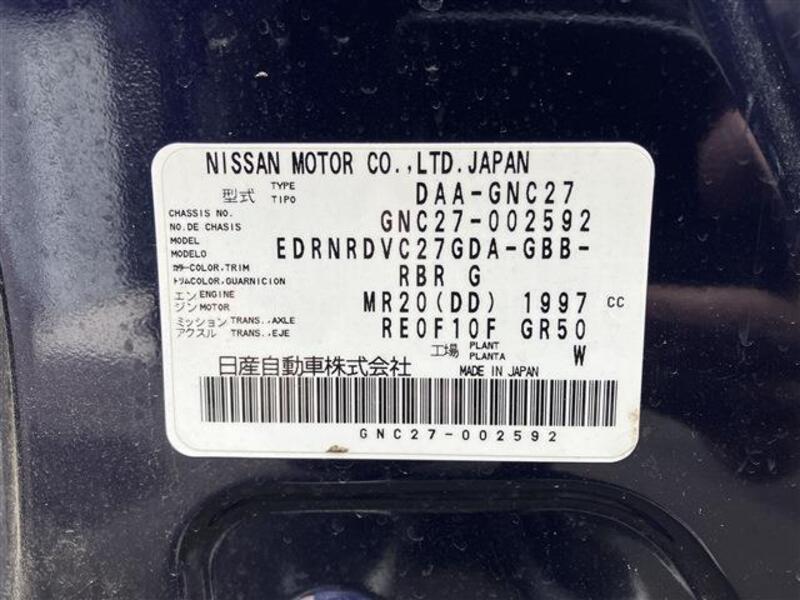 NISSAN MOTOR CO.,LTD.JAPAN
型式 TYPE TIPO DAA-GNC27
CHASSIS NO. NO.DE CHASIS GNC27-002592
MODEL MODELO EDRNRDVC27GDA-GBB-
カラー COLOR,TRIM トリム COLOR,GUARNICION RBR G
エンジン ENGINE MOTOR MR20(DD) 1997 CC
ミッション TRANS.,AXLE アクスル TRANS.,EJE RE0F10F GR50
工場 PLANT PLANTA W
日産自動車株式会社 MADE IN JAPAN
GNC27-002592